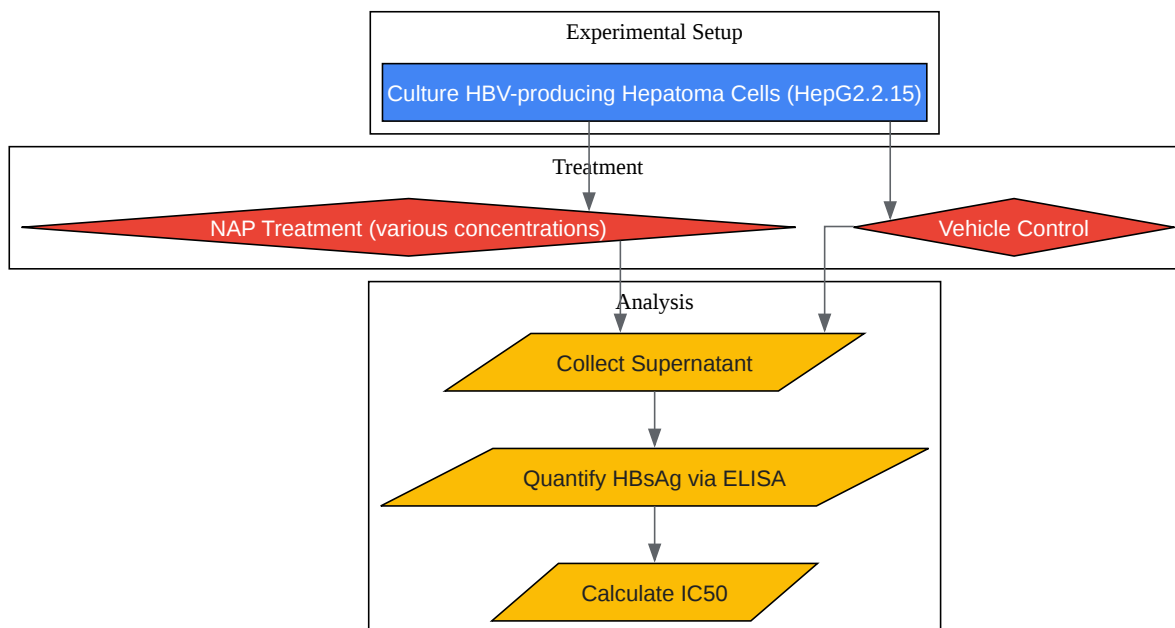 Experimental Setup
Culture HBV-producing Hepatoma Cells (HepG2.2.15)
Treatment
NAP Treatment (various concentrations)
Vehicle Control
Analysis
Collect Supernatant
Quantify HBsAg via ELISA
Calculate IC50